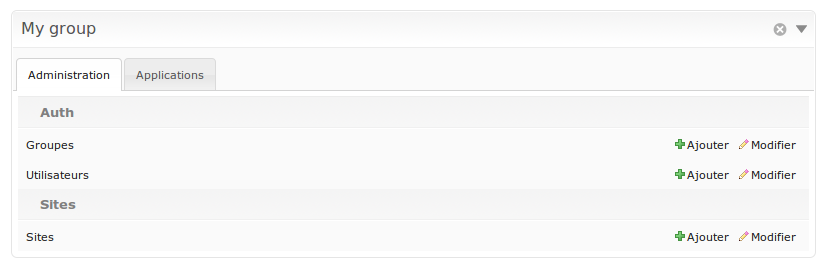 My group
Administration Applications
Auth
Groupes Ajouter Modifier
Utilisateurs Ajouter Modifier
Sites
Sites Ajouter Modifier